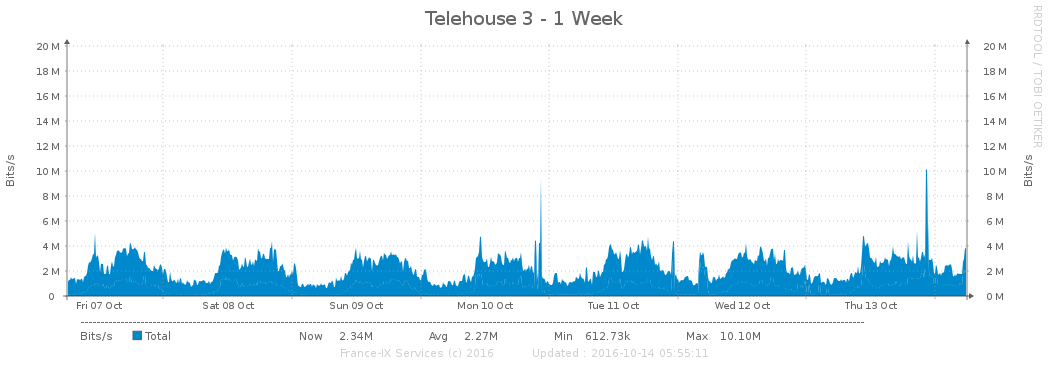 Telehouse 3 - 1 Week
RRDTOOL / TOBI OETIKER
Bits/s
20 M 20 M
18 M 18 M
16 M 16 M
14 M 14 M
12 M 12 M
10 M 10 M
8 M 8 M
6 M 6 M
4 M 4 M
2 M 2 M
0 0 M
Bits/s
Fri 07 Oct Sat 08 Oct Sun 09 Oct Mon 10 Oct Tue 11 Oct Wed 12 Oct Thu 13 Oct
Bits/s Total Now 2.34M Avg 2.27M Min 612.73k Max 10.10M
France-IX Services (c) 2016 Updated : 2016-10-14 05:55:11